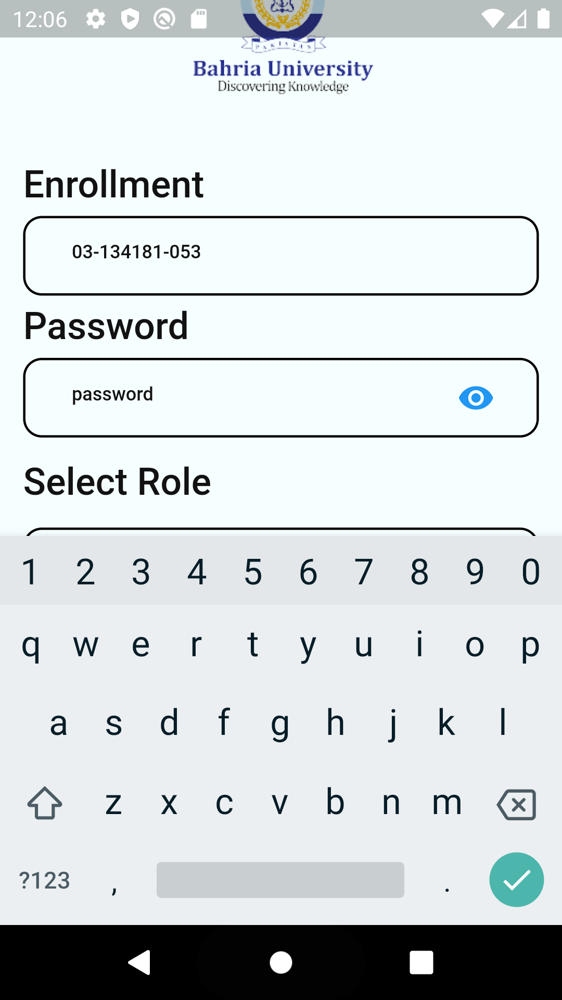 12:06
PAKISTAN
Bahria University
Discovering Knowledge
Enrollment
03-134181-053
Password
password
Select Role
1 2 3 4 5 6 7 8 9 0
q w e r t y u i o p
a s d f g h j k l
z x c v b n m
?123 , .